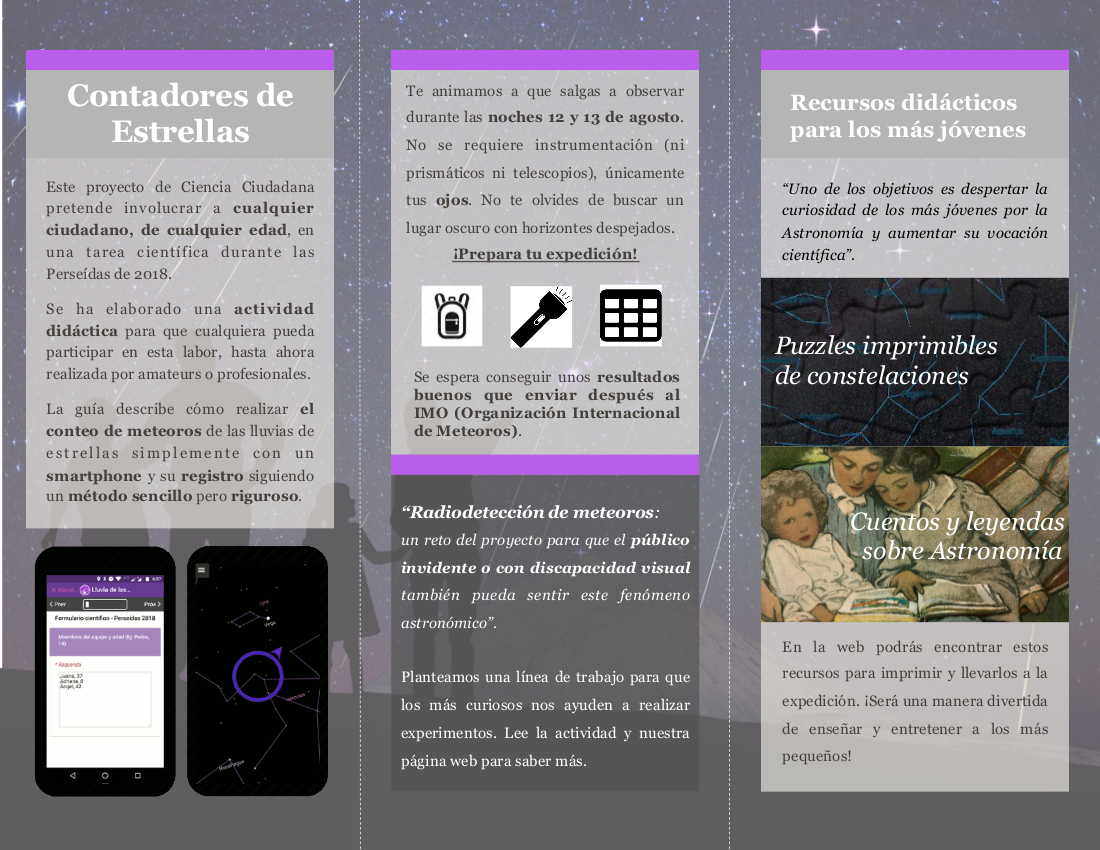 Contadores de
Estrellas
Este proyecto de Ciencia Ciudadana
pretende involucrar a cualquier
ciudadano, de cualquier edad, en
una tarea científica durante las
Perseídas de 2018.
Se ha elaborado una actividad
didáctica para que cualquiera pueda
participar en esta labor, hasta ahora
realizada por amateurs o profesionales.
La guía describe cómo realizar el
conteo de meteoros de las lluvias de
estrellas simplemente con un
smartphone y su registro siguiendo
un método sencillo pero riguroso.
6:57
Lluvia de las...
Prev
Próx
Formulario científico - Perseidas 2018
Miembros del equipo y edad (Ej: Pedro,
18)
* Requerido
Juana, 37
Adriana, 8
Ángel, 42
Lyra
Vega
Hercules
Te animamos a que salgas a observar
durante las noches 12 y 13 de agosto.
No se requiere instrumentación (ni
prismáticos ni telescopios), únicamente
tus ojos. No te olvides de buscar un
lugar oscuro con horizontes despejados.
¡Prepara tu expedición!
Se espera conseguir unos resultados
buenos que enviar después al
IMO (Organización Internacional
de Meteoros).
“Radiodetección de meteoros:
un reto del proyecto para que el público
invidente o con discapacidad visual
también pueda sentir este fenómeno
astronómico”.
Planteamos una línea de trabajo para que
los más curiosos nos ayuden a realizar
experimentos. Lee la actividad y nuestra
página web para saber más.
Recursos didácticos
para los más jóvenes
“Uno de los objetivos es despertar la
curiosidad de los más jóvenes por la
Astronomía y aumentar su vocación
científica”.
Puzzles imprimibles
de constelaciones
Cuentos y leyendas
sobre Astronomía
En la web podrás encontrar estos
recursos para imprimir y llevarlos a la
expedición. ¡Será una manera divertida
de enseñar y entretener a los más
pequeños!